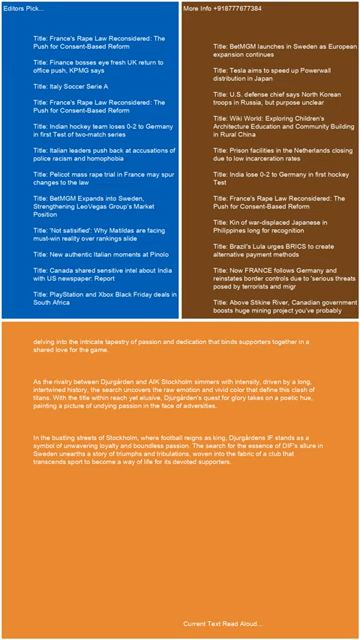 Editors Pick...
Title: France's Rape Law Reconsidered: The
Push for Consent-Based Reform
Title: Finance bosses eye fresh UK return to
office push, KPMG says
Title: Italy Soccer Serie A
Title: France's Rape Law Reconsidered: The
Push for Consent-Based Reform
Title: Indian hockey team loses 0-2 to Germany
in first Test of two-match series
Title: Italian leaders push back at accusations of
police racism and homophobia
Title: Pelicot mass rape trial in France may spur
changes to the law
Title: BetMGM Expands into Sweden,
Strengthening LeoVegas Group's Market
Position
Title: 'Not satisifed': Why Matildas are facing
must-win reality over rankings slide
Title: New authentic Italian moments at Pinolo
Title: Canada shared sensitive intel about India
with US newspaper: Report
Title: PlayStation and Xbox Black Friday deals in
South Africa
More Info +918777677384
Title: BetMGM launches in Sweden as European
expansion continues
Title: Tesla aims to speed up Powerwall
distribution in Japan
Title: U.S. defense chief says North Korean
troops in Russia, but purpose unclear
Title: Wiki World: Exploring Children's
Architecture Education and Community Building
in Rural China
Title: Prison facilities in the Netherlands closing
due to low incarceration rates
Title: India lose 0-2 to Germany in first hockey
Test
Title: France's Rape Law Reconsidered: The
Push for Consent-Based Reform
Title: Kin of war-displaced Japanese in
Philippines long for recognition
Title: Brazil's Lula urges BRICS to create
alternative payment methods
Title: Now FRANCE follows Germany and
reinstates border controls due to 'serious threats
posed by terrorists and migr
Title: Above Stikine River, Canadian government
boosts huge mining project you've probably
delving into the intricate tapestry of passion and dedication that binds supporters together in a
shared love for the game.
As the rivalry between Djurgården and AIK Stockholm simmers with intensity, driven by a long,
intertwined history, the search uncovers the raw emotion and vivid color that define this clash of
titans. With the title within reach yet elusive, Djurgården's quest for glory takes on a poetic hue,
painting a picture of undying passion in the face of adversities.
In the bustling streets of Stockholm, where football reigns as king, Djurgårdens IF stands as a
symbol of unwavering loyalty and boundless passion. The search for the essence of DIF's allure in
Sweden unearths a story of triumphs and tribulations, woven into the fabric of a club that
transcends sport to become a way of life for its devoted supporters.
Current Text Read Aloud...